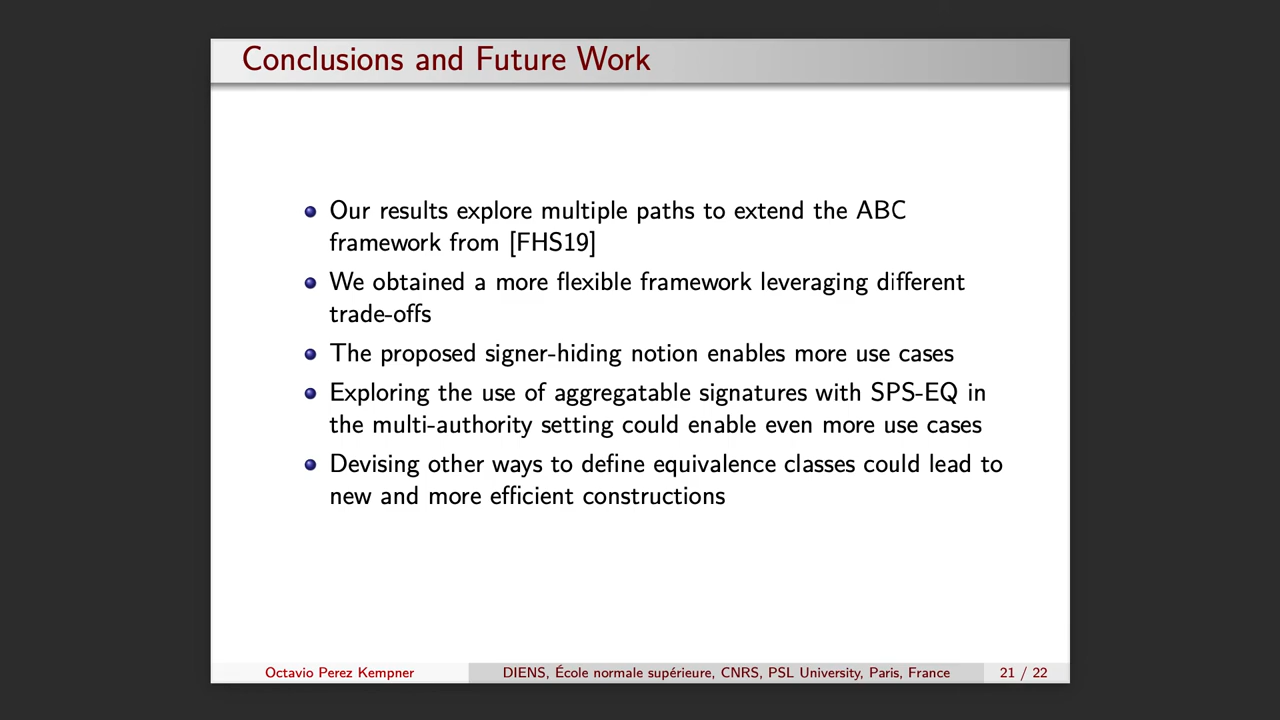 Conclusions and Future Work
Our results explore multiple paths to extend the ABC
framework from [FHS19]
We obtained a more flexible framework leveraging different
trade-offs
The proposed signer-hiding notion enables more use cases
Exploring the use of aggregatable signatures with SPS-EQ in
the multi-authority setting could enable even more use cases
Devising other ways to define equivalence classes could lead to
new and more efficient constructions
Octavio Perez Kempner
DIENS, École normale supérieure, CNRS, PSL University, Paris, France
21 / 22